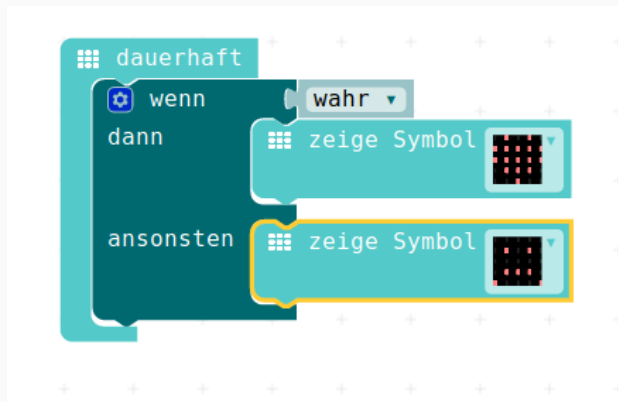 dauerhaft
wenn wahr
dann zeige Symbol
ansonsten zeige Symbol